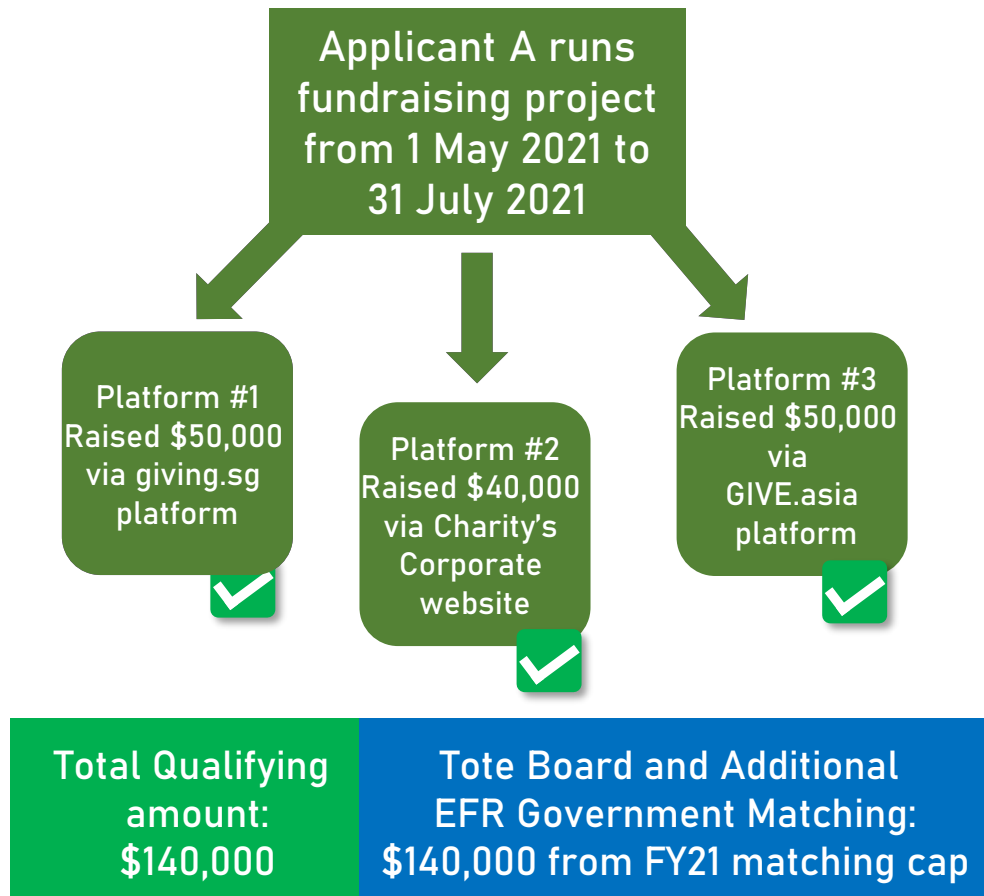 Applicant A runs
fundraising project
from 1 May 2021 to
31 July 2021
Platform #1
Raised $50,000
via giving.sg
platform
Platform #2
Raised $40,000
via Charity's
Corporate
website
Platform #3
Raised $50,000
via
GIVE.asia
platform
Total Qualifying
amount:
$140,000
Tote Board and Additional
EFR Government Matching:
$140,000 from FY21 matching cap